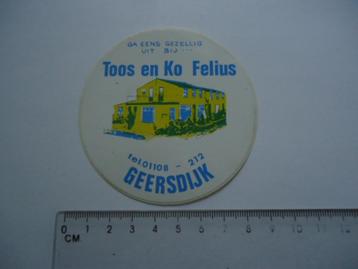 GA EENS GEZELLIG
UIT BIJ ...
Toos en Ko Felius
tel.01108 - 212
GEERSDIJK
0 1 2 3 4 5 6 7 8 9 10 11 12
CM